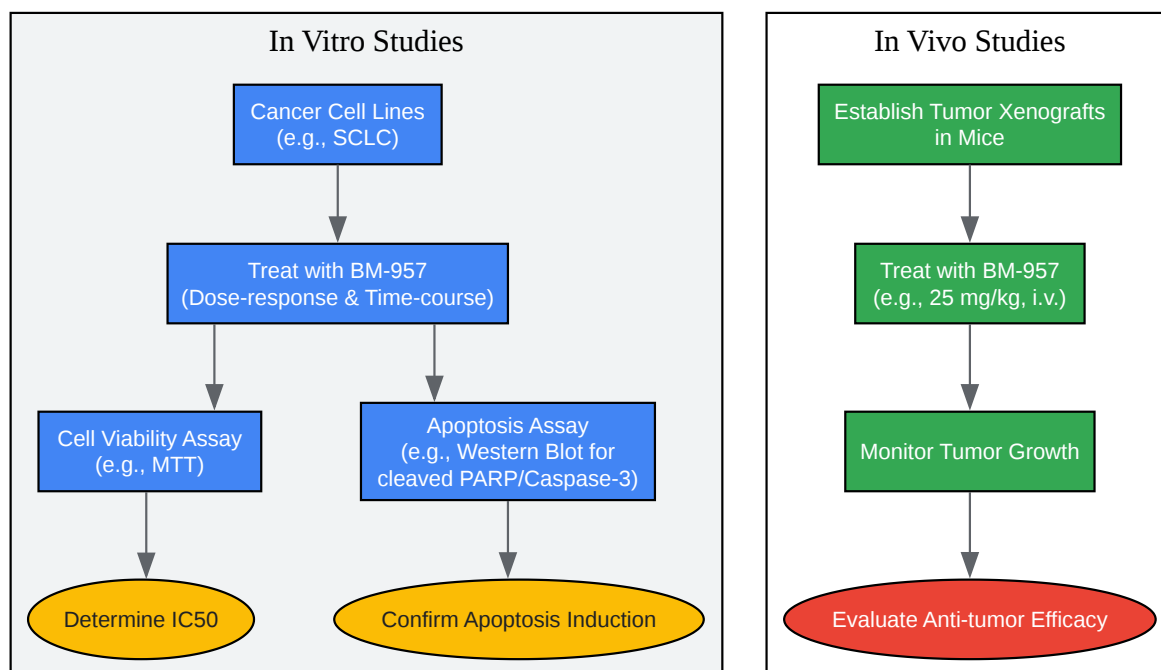 In Vitro Studies
Cancer Cell Lines
(e.g., SCLC)
Treat with BM-957
(Dose-response & Time-course)
Cell Viability Assay
(e.g., MTT)
Apoptosis Assay
(e.g., Western Blot for
cleaved PARP/Caspase-3)
Determine IC50
Confirm Apoptosis Induction
In Vivo Studies
Establish Tumor Xenografts
in Mice
Treat with BM-957
(e.g., 25 mg/kg, i.v.)
Monitor Tumor Growth
Evaluate Anti-tumor Efficacy